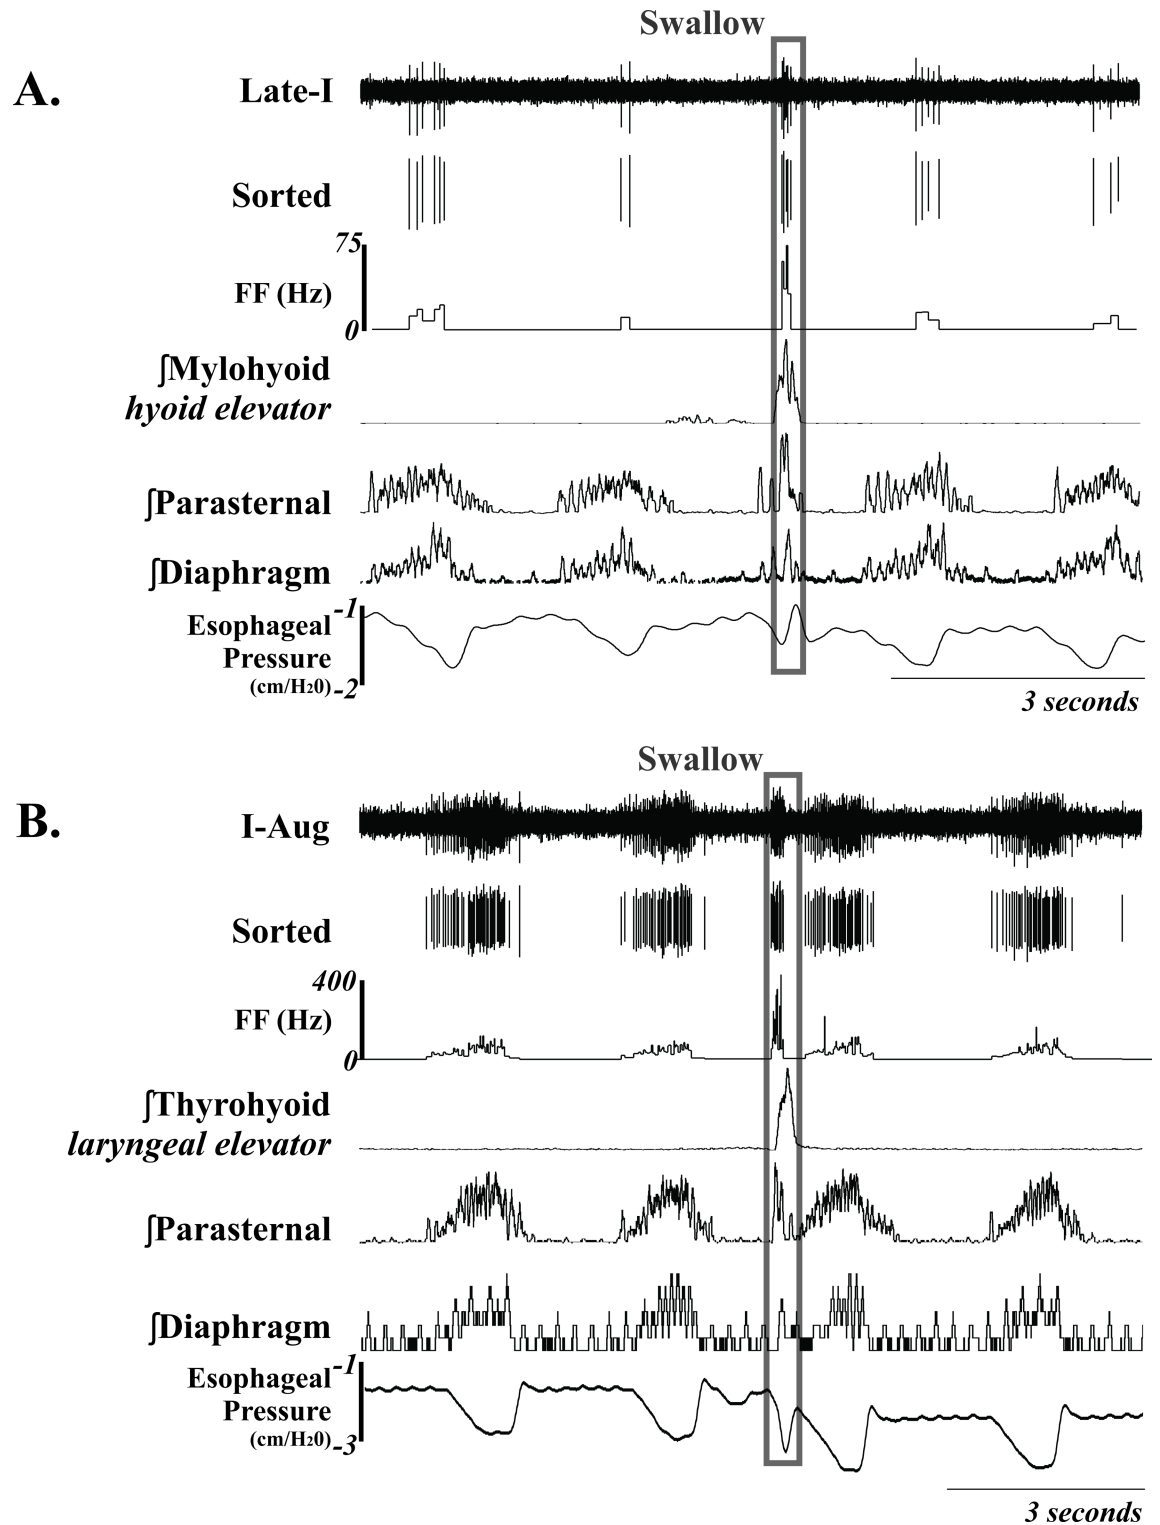 Swallow
A.
Late-I
Sorted
75
FF (Hz)
0
∫Mylohyoid
hyoid elevator
∫Parasternal
∫Diaphragm
-1
Esophageal
Pressure
(cm/H20)
-2
3 seconds
Swallow
B.
I-Aug
Sorted
400
FF (Hz)
0
∫Thyrohyoid
laryngeal elevator
∫Parasternal
∫Diaphragm
-1
Esophageal
Pressure
(cm/H20)
-3
3 seconds